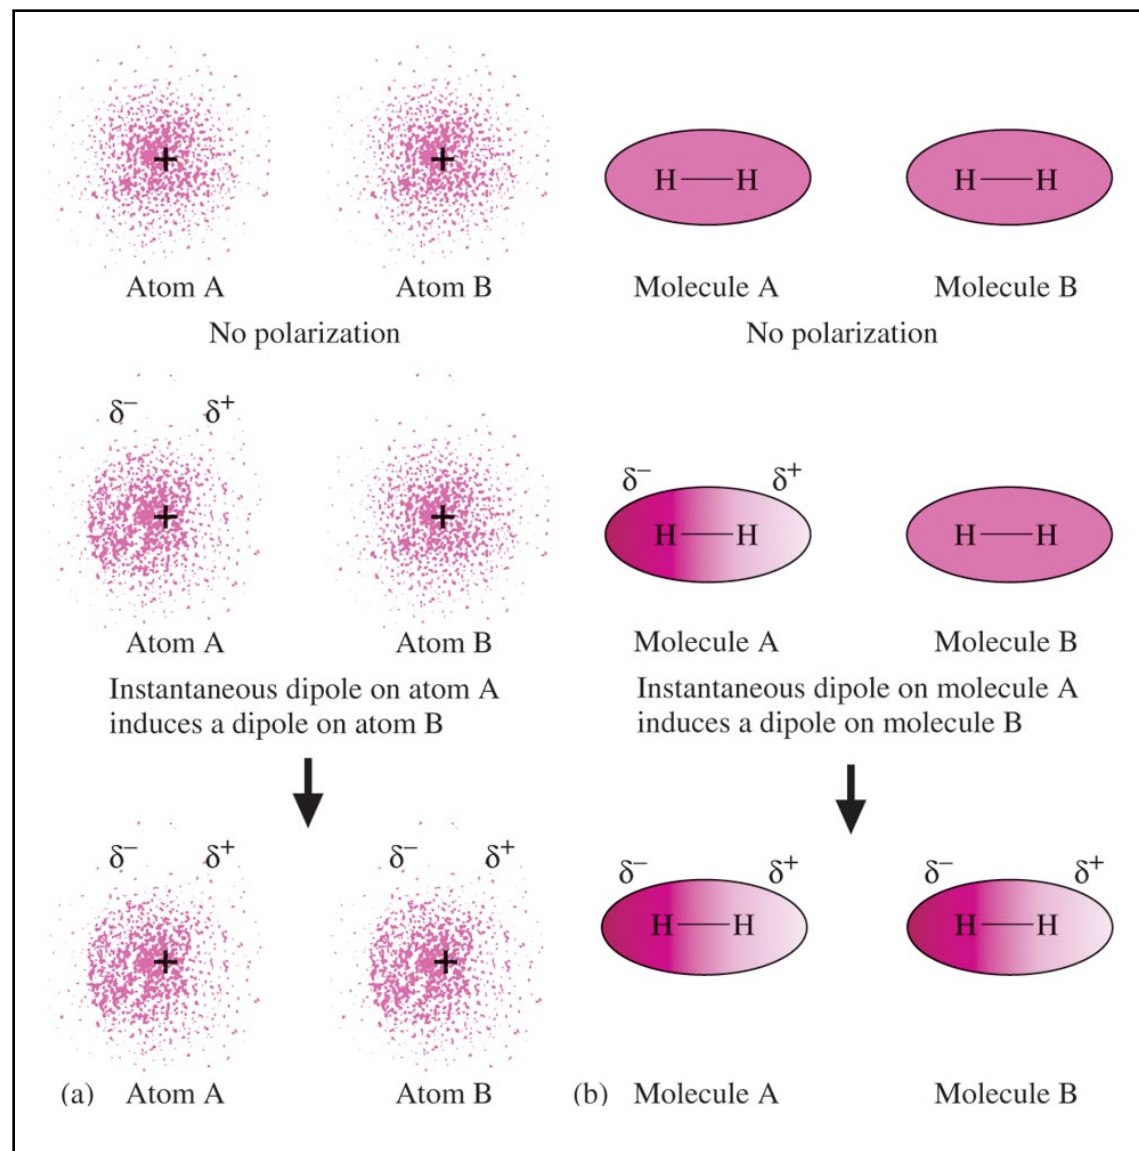 + +
Atom A Atom B
No polarization
H—H H—H
Molecule A Molecule B
No polarization
δ⁻ δ⁺
+ +
Atom A Atom B
Instantaneous dipole on atom A
induces a dipole on atom B
δ⁻ δ⁺
H—H H—H
Molecule A Molecule B
Instantaneous dipole on molecule A
induces a dipole on molecule B
δ⁻ δ⁺ δ⁻ δ⁺
+ +
(a) Atom A Atom B
δ⁻ δ⁺ δ⁻ δ⁺
H—H H—H
(b) Molecule A Molecule B